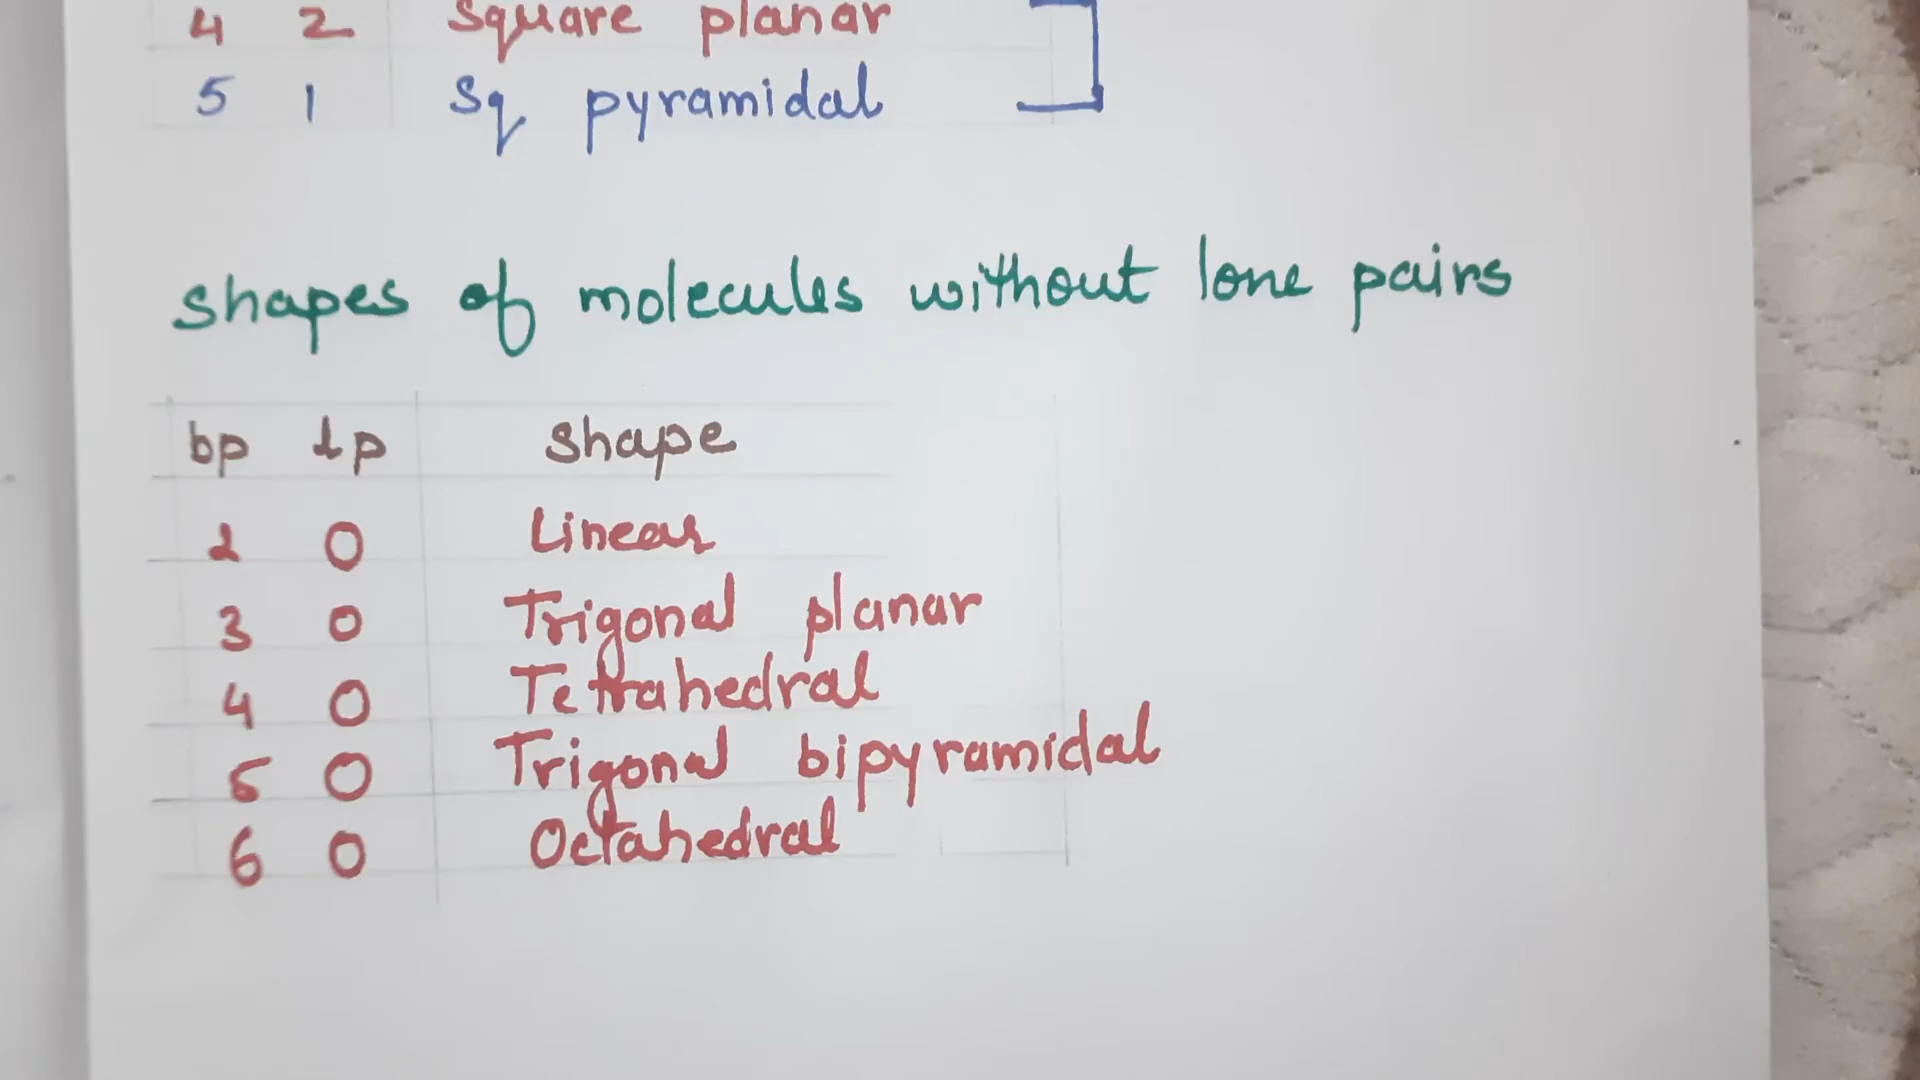 4 2 Square planar
5 1 Sq pyramidal
shapes of molecules without lone pairs
bp lp shape
2 0 Linear
3 0 Trigonal planar
4 0 Tetrahedral
5 0 Trigonal bipyramidal
6 0 Octahedral